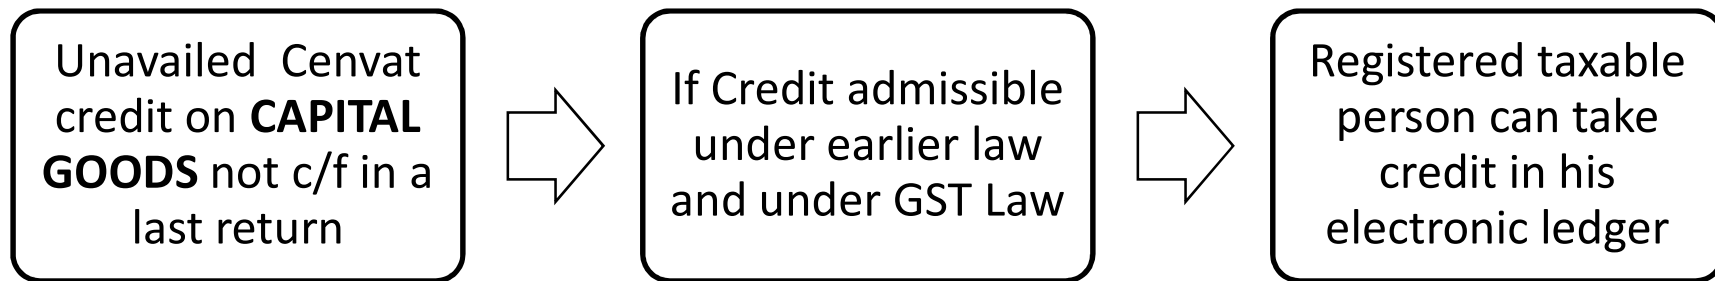 Unavailed  Cenvat
credit on CAPITAL
GOODS not c/f in a
last return
If Credit admissible
under earlier law
and under GST Law
Registered taxable
person can take
credit in his
electronic ledger